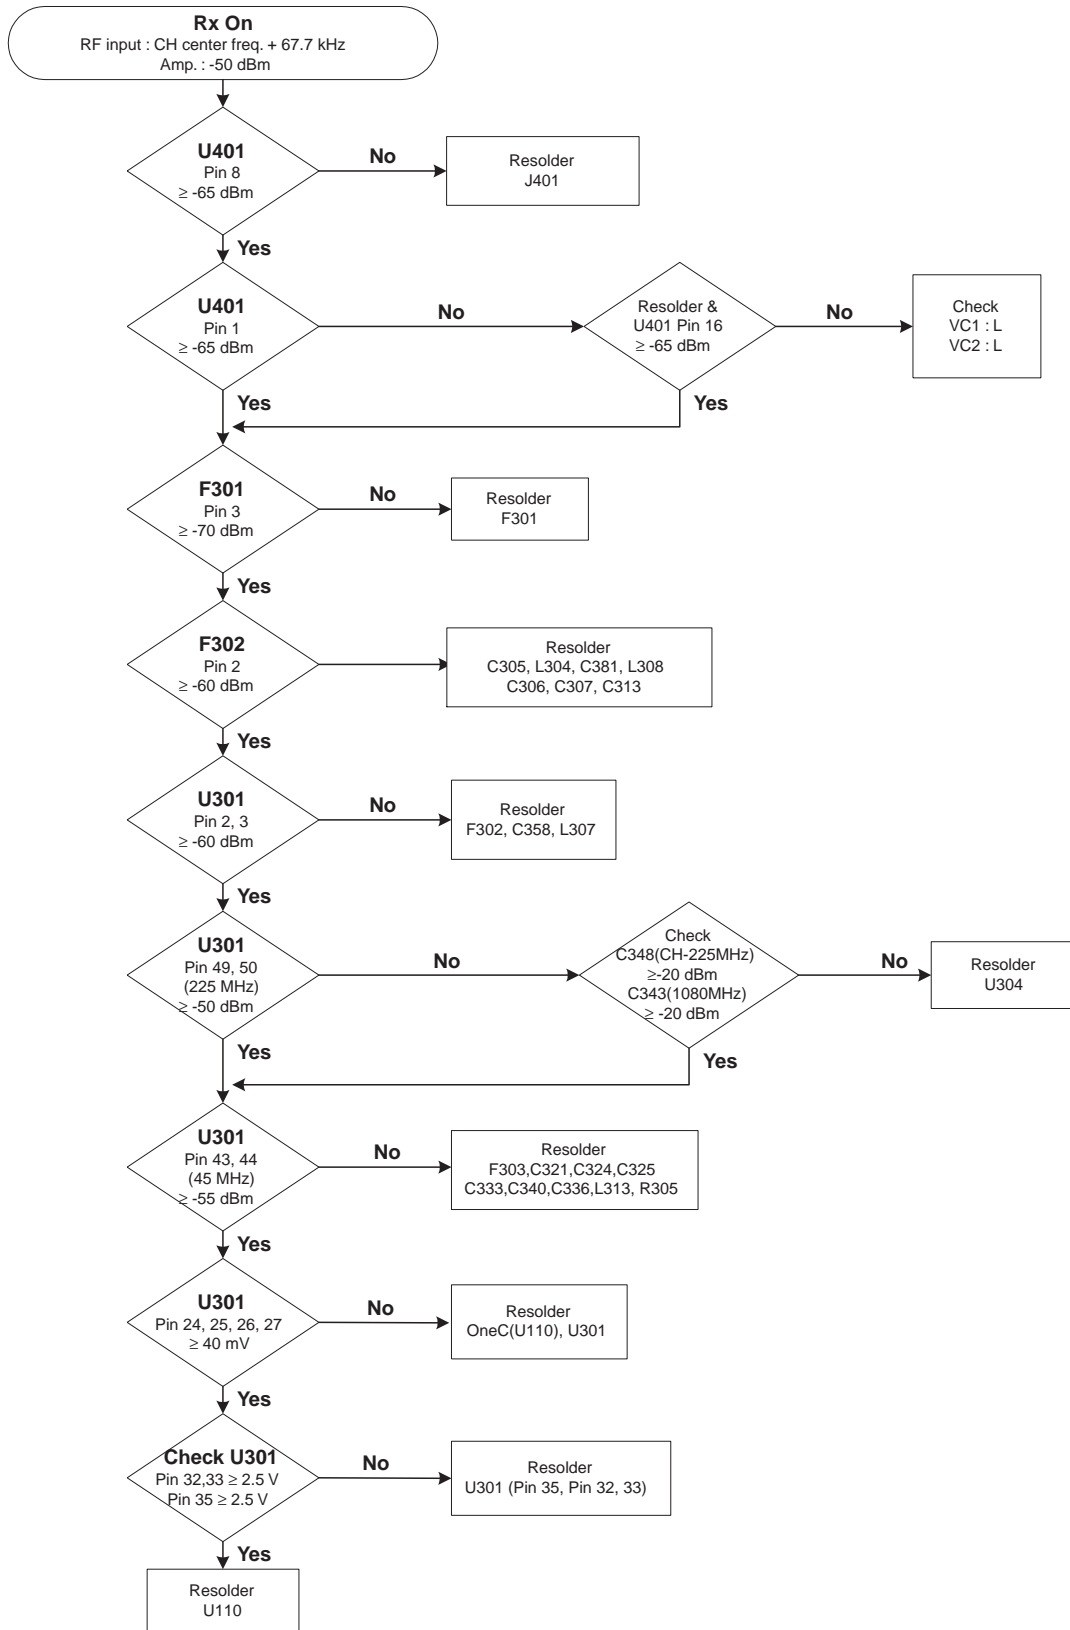 Rx On
RF input : CH center freq. + 67.7 kHz
Amp. : -50 dBm
U401
Pin 8
≥ -65 dBm
No
Resolder
J401
Yes
U401
Pin 1
≥ -65 dBm
No
Resolder &
U401 Pin 16
≥ -65 dBm
No
Check
VC1 : L
VC2 : L
Yes
Yes
F301
Pin 3
≥ -70 dBm
No
Resolder
F301
Yes
F302
Pin 2
≥ -60 dBm
Resolder
C305, L304, C381, L308
C306, C307, C313
Yes
U301
Pin 2, 3
≥ -60 dBm
No
Resolder
F302, C358, L307
Yes
U301
Pin 49, 50
(225 MHz)
≥ -50 dBm
No
Check
C348(CH-225MHz)
≥-20 dBm
C343(1080MHz)
≥ -20 dBm
No
Resolder
U304
Yes
Yes
U301
Pin 43, 44
(45 MHz)
≥ -55 dBm
No
Resolder
F303,C321,C324,C325
C333,C340,C336,L313, R305
Yes
U301
Pin 24, 25, 26, 27
≥ 40 mV
No
Resolder
OneC(U110), U301
Yes
Check U301
Pin 32,33 ≥ 2.5 V
Pin 35 ≥ 2.5 V
No
Resolder
U301 (Pin 35, Pin 32, 33)
Yes
Resolder
U110